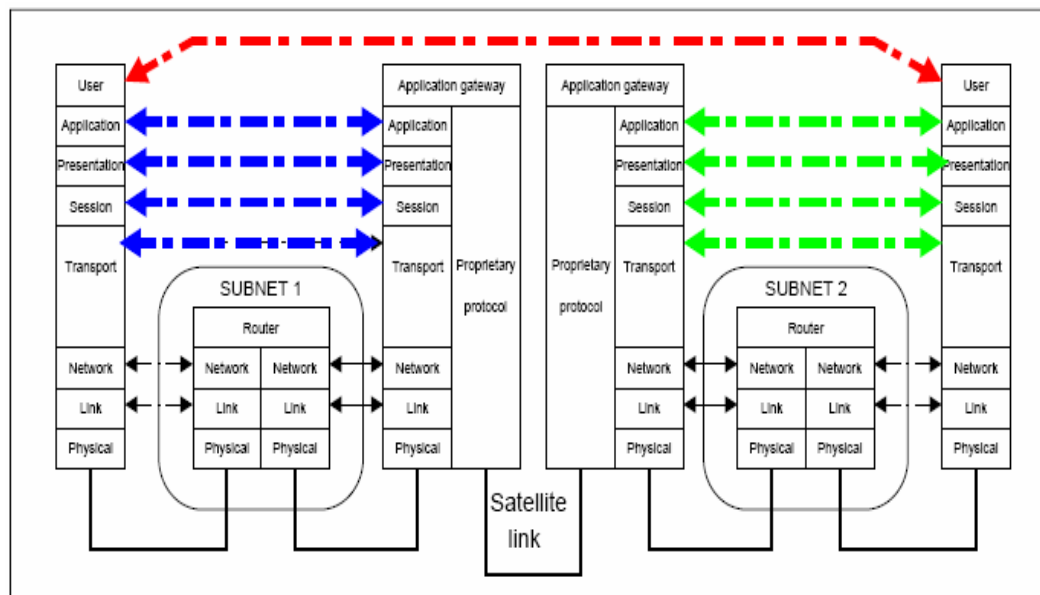 User
Application
Presentation
Session
Transport
Network
Link
Physical
SUBNET 1
Router
Network Network
Link Link
Physical Physical
Application gateway
Application
Presentation
Session
Transport
Network
Link
Physical
Proprietary
protocol
Satellite
link
Application gateway
Proprietary
protocol
Application
Presentation
Session
Transport
Network
Link
Physical
SUBNET 2
Router
Network Network
Link Link
Physical Physical
User
Application
Presentation
Session
Transport
Network
Link
Physical